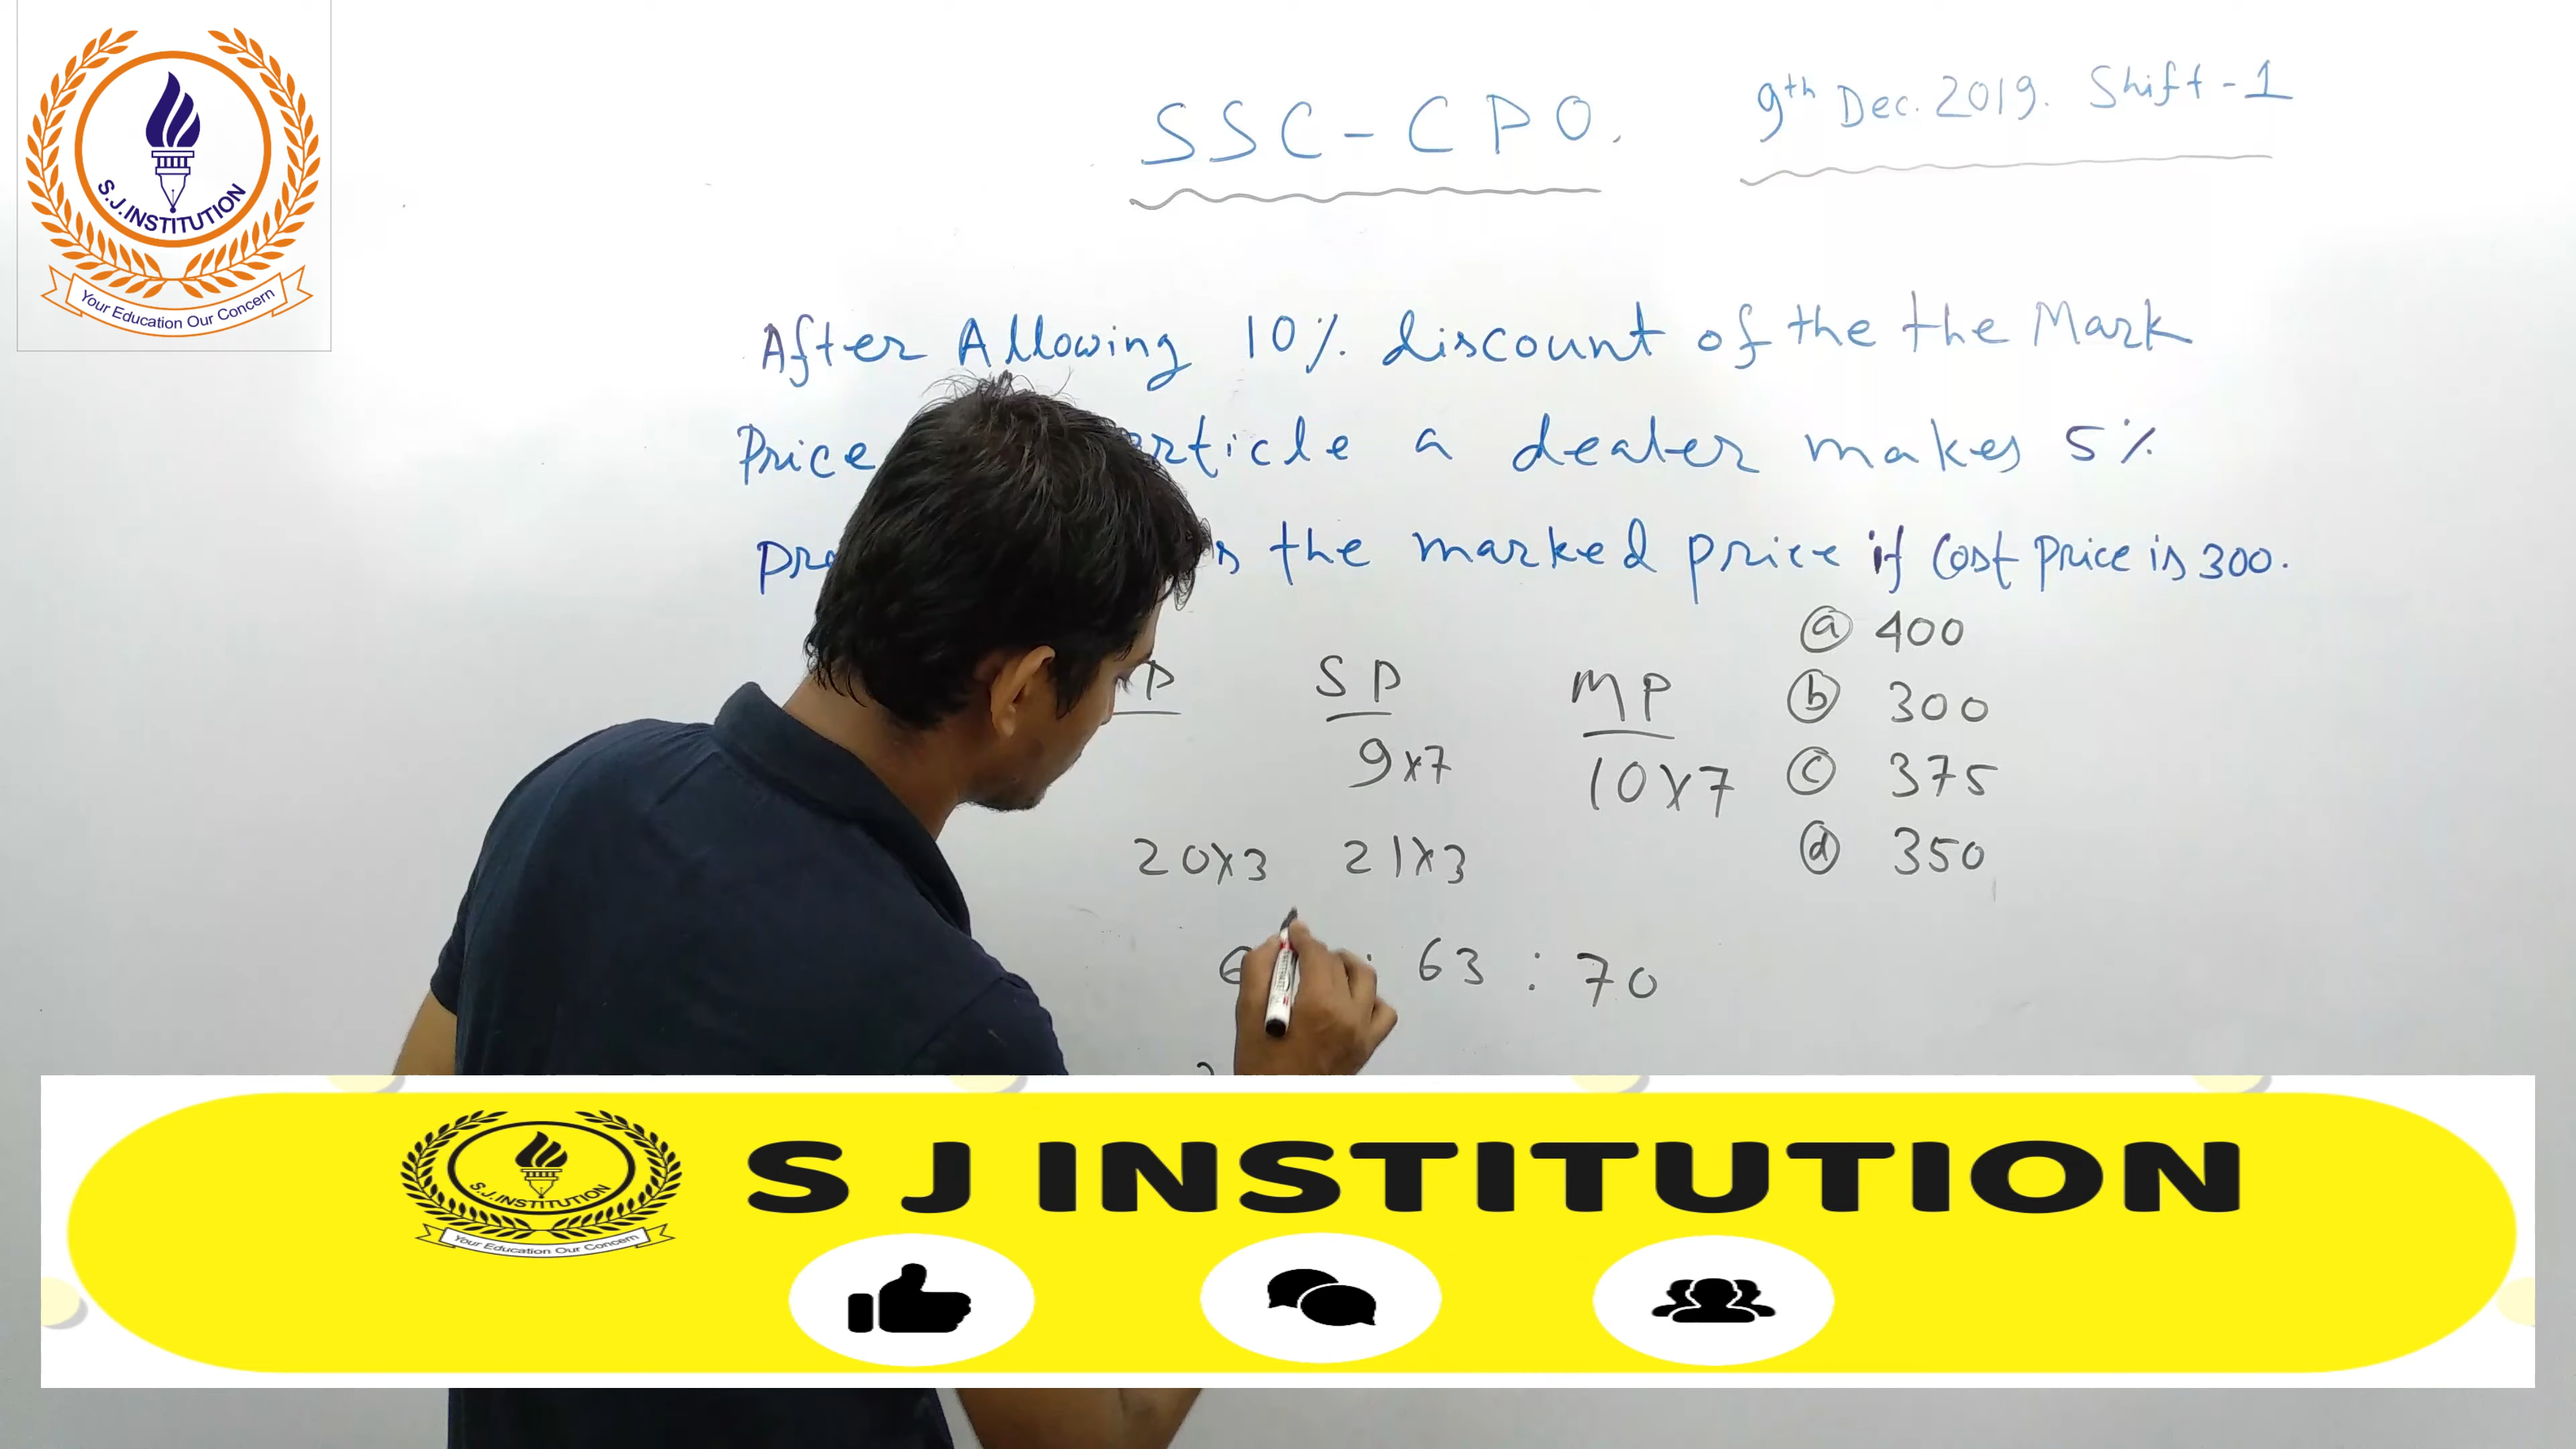 S.J.INSTITUTION
Your Education Our Concern
SSC-CPO.
9th Dec. 2019. Shift-1
After Allowing 10% discount of the the Mark
Price article a dealer makes 5%
the marked price if Cost price is 300.
P SP MP
9x7 10x7
20x3 21x3
: 63 : 70
ⓐ 400
ⓑ 300
ⓒ 375
ⓓ 350
S.J.INSTITUTION
Your Education Our Concern
S J INSTITUTION